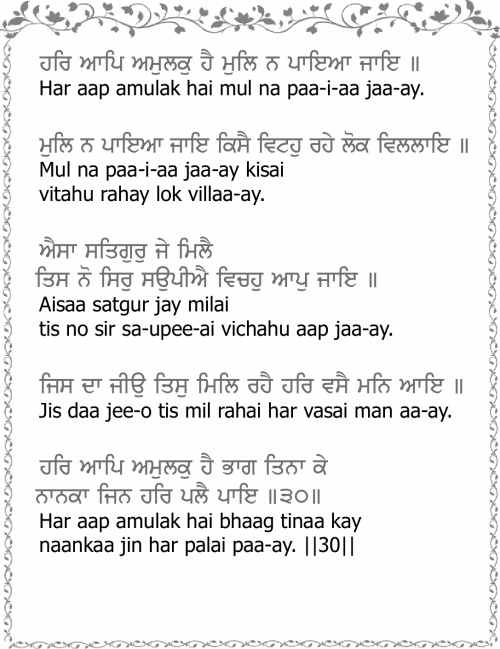 ਹਰਿ ਆਪਿ ਅਮੁਲਕੁ ਹੈ ਮੁਲਿ ਨ ਪਾਇਆ ਜਾਇ ॥
Har aap amulak hai mul na paa-i-aa jaa-ay.
ਮੁਲਿ ਨ ਪਾਇਆ ਜਾਇ ਕਿਸੈ ਵਿਟਹੁ ਰਹੇ ਲੋਕ ਵਿਲਲਾਇ ॥
Mul na paa-i-aa jaa-ay kisai
vitahu rahay lok villaa-ay.
ਐਸਾ ਸਤਿਗੁਰੁ ਜੇ ਮਿਲੈ
ਤਿਸ ਨੋ ਸਿਰੁ ਸਉਪੀਐ ਵਿਚਹੁ ਆਪੁ ਜਾਇ ॥
Aisaa satgur jay milai
tis no sir sa-upee-ai vichahu aap jaa-ay.
ਜਿਸ ਦਾ ਜੀਉ ਤਿਸੁ ਮਿਲਿ ਰਹੈ ਹਰਿ ਵਸੈ ਮਨਿ ਆਇ ॥
Jis daa jee-o tis mil rahai har vasai man aa-ay.
ਹਰਿ ਆਪਿ ਅਮੁਲਕੁ ਹੈ ਭਾਗ ਤਿਨਾ ਕੇ
ਨਾਨਕਾ ਜਿਨ ਹਰਿ ਪਲੈ ਪਾਇ ॥੩੦॥
Har aap amulak hai bhaag tinaa kay
naankaa jin har palai paa-ay. ||30||